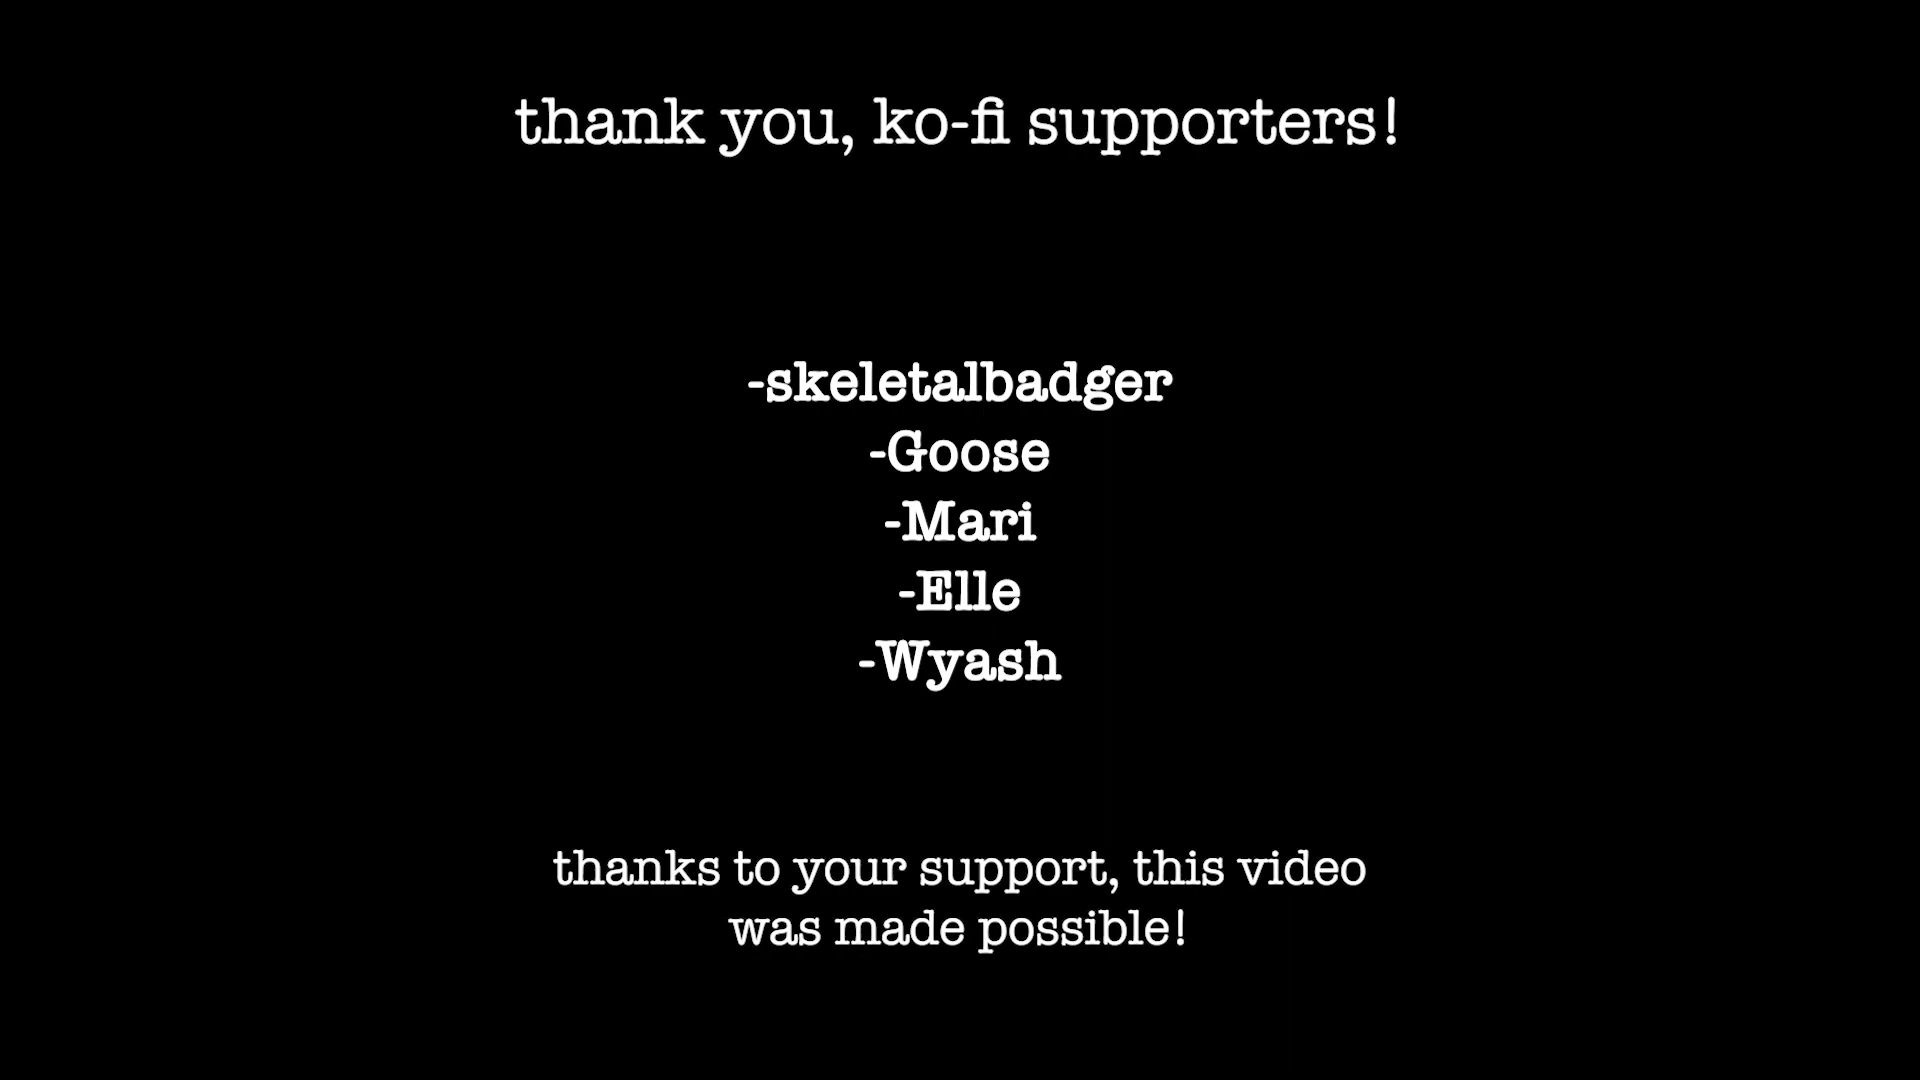 thank you, ko-fi supporters!
-skeletalbadger
-Goose
-Mari
-Elle
-Wyash
thanks to your support, this video
was made possible!